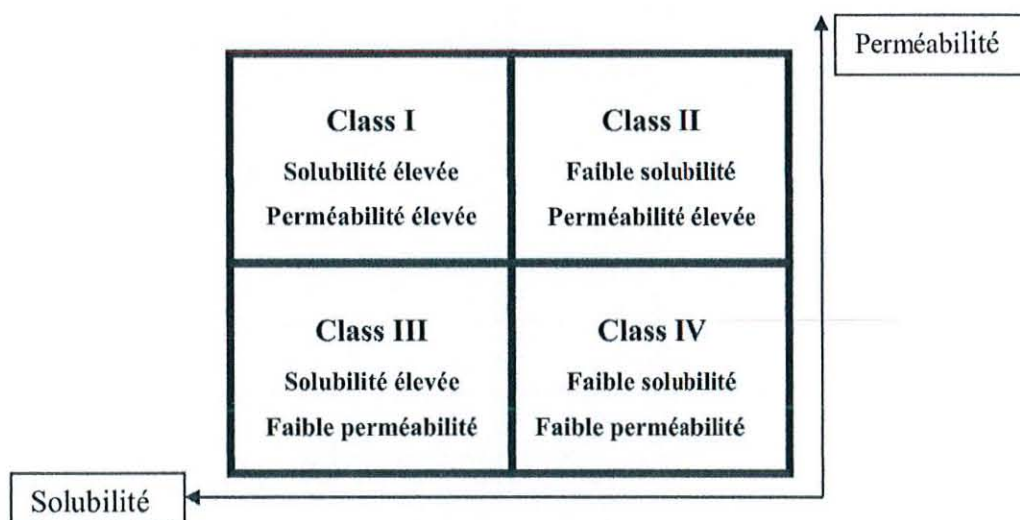 Perméabilité
Class I
Solubilité élevée
Perméabilité élevée
Class II
Faible solubilité
Perméabilité élevée
Class III
Solubilité élevée
Faible perméabilité
Class IV
Faible solubilité
Faible perméabilité
Solubilité